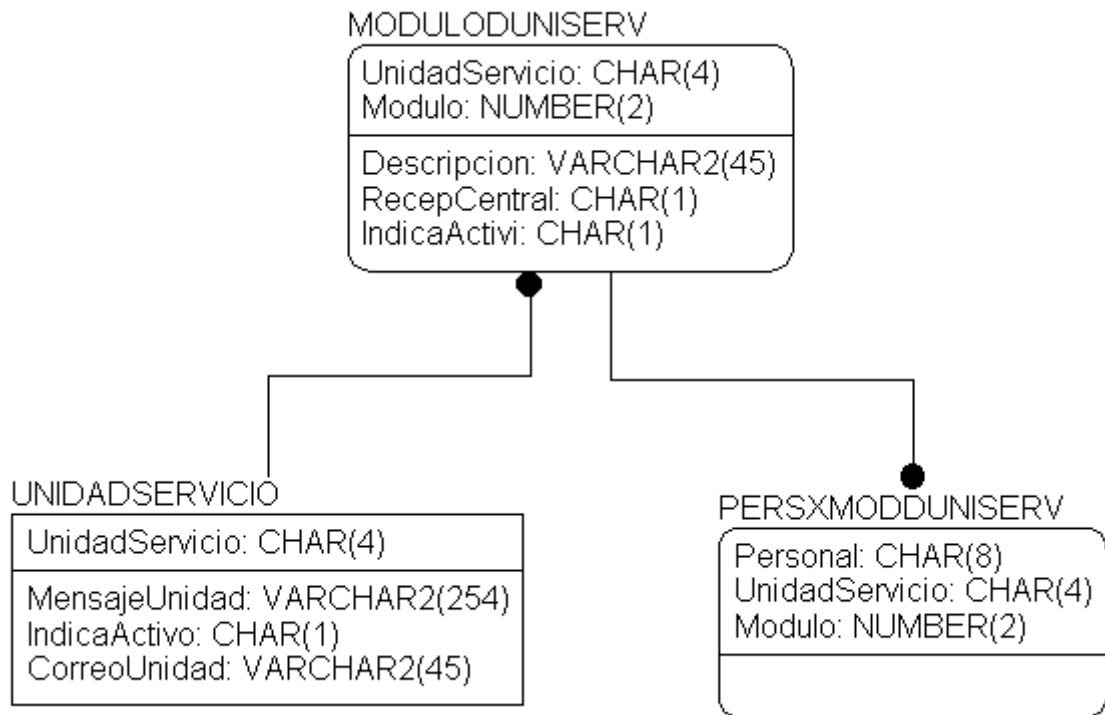 MODULODUNISERV
UnidadServicio: CHAR(4)
Modulo: NUMBER(2)
Descripcion: VARCHAR2(45)
RecepCentral: CHAR(1)
IndicaActivi: CHAR(1)
UNIDADSERVICIO
UnidadServicio: CHAR(4)
MensajeUnidad: VARCHAR2(254)
IndicaActivo: CHAR(1)
CorreoUnidad: VARCHAR2(45)
PERSXMODDUNISERV
Personal: CHAR(8)
UnidadServicio: CHAR(4)
Modulo: NUMBER(2)